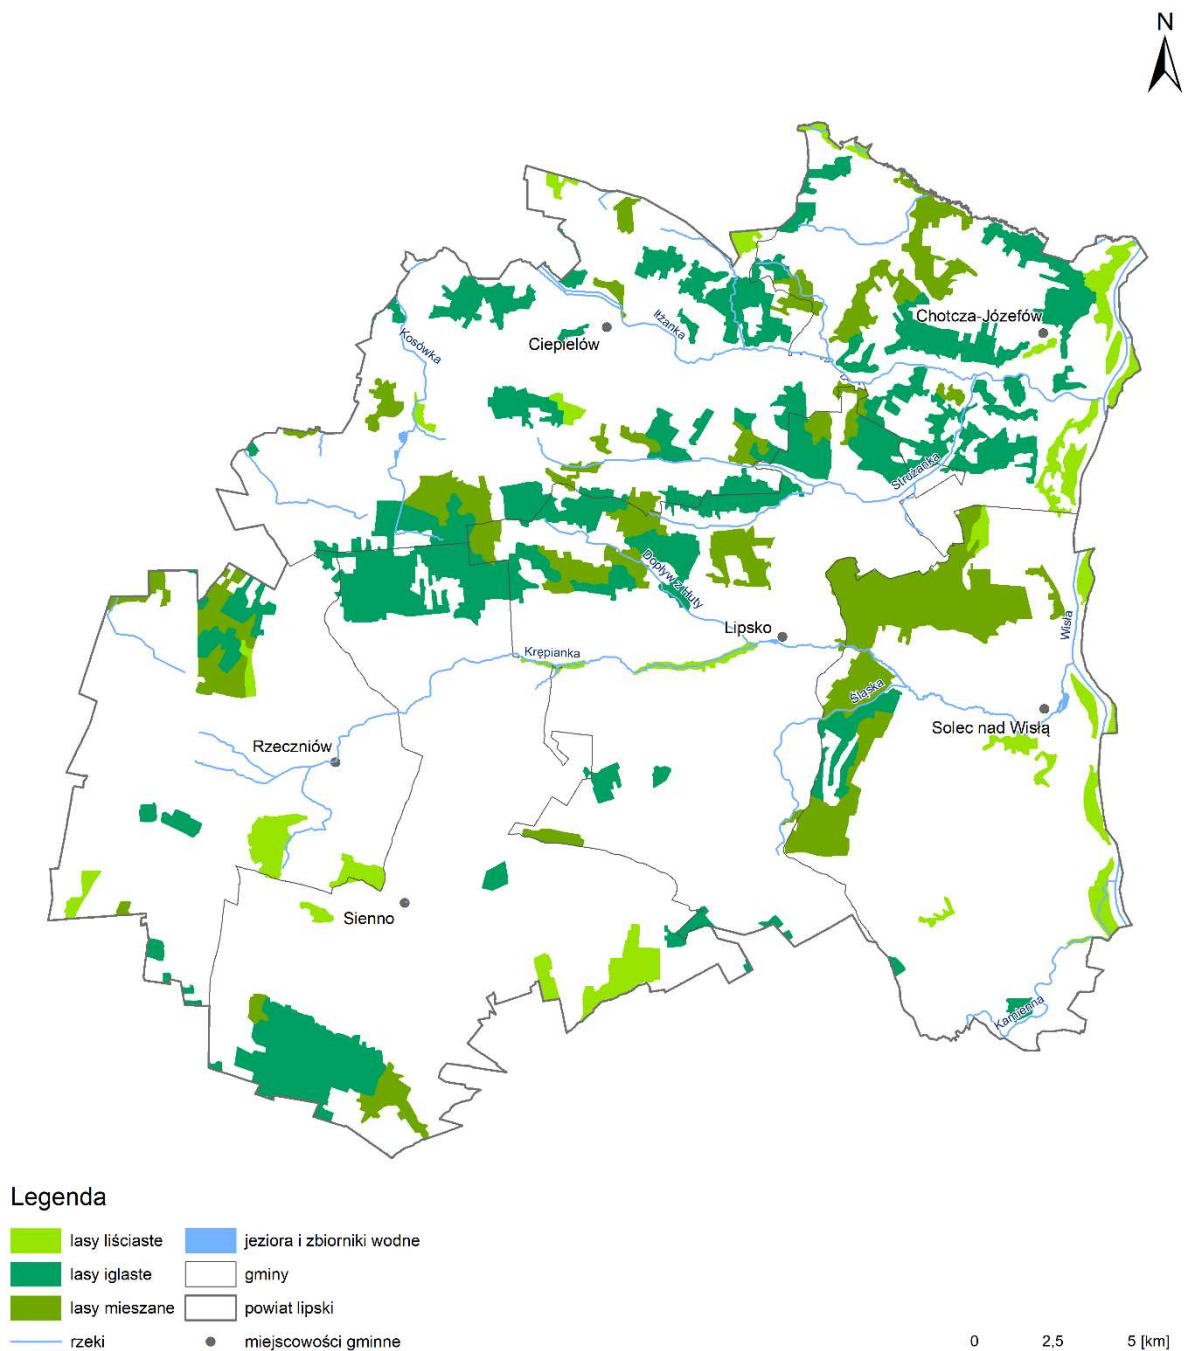 N
Chotcza-Józefów
Iłżanka
Ciepielów
Kosówka
Strużanka
Dopływ z Huty
Lipsko
Wisła
Krępianka
Śląska
Solec nad Wisłą
Rzeczniów
Sienno
Kamienna
Legenda
lasy liściaste jeziora i zbiorniki wodne
lasy iglaste gminy
lasy mieszane powiat lipski
rzeki miejscowości gminne
0 2,5 5 [km]